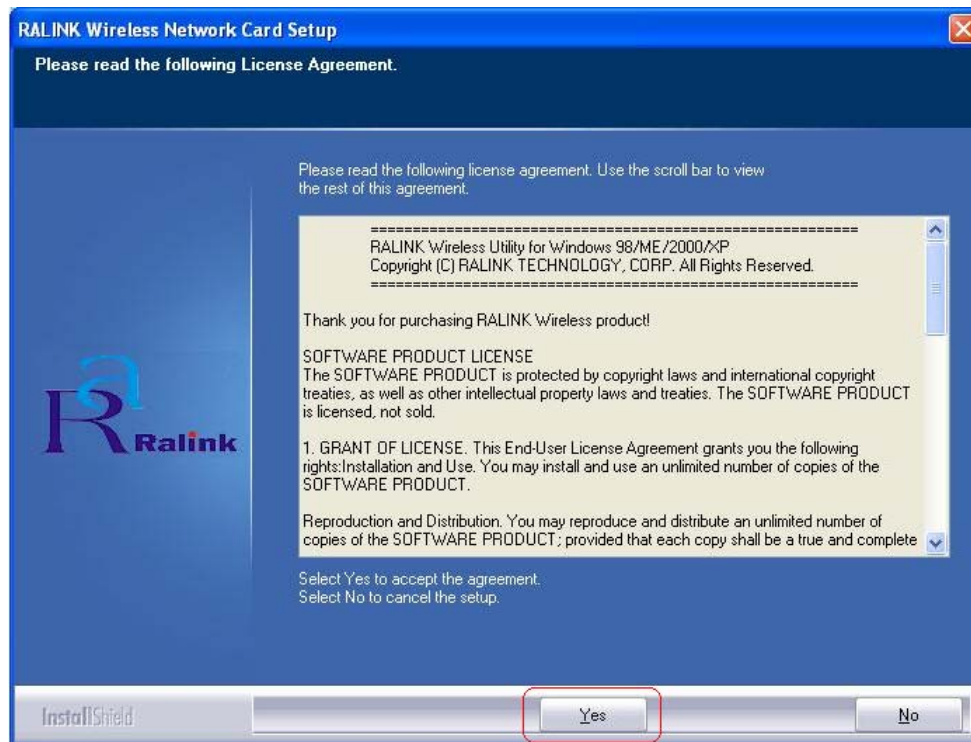 RALINK Wireless Network Card Setup
Please read the following License Agreement.
Please read the following license agreement. Use the scroll bar to view
the rest of this agreement.
==========================================================
RALINK Wireless Utility for Windows 98/ME/2000/XP
Copyright (C) RALINK TECHNOLOGY, CORP. All Rights Reserved.
==========================================================
Thank you for purchasing RALINK Wireless product!
SOFTWARE PRODUCT LICENSE
The SOFTWARE PRODUCT is protected by copyright laws and international copyright
treaties, as well as other intellectual property laws and treaties. The SOFTWARE PRODUCT
is licensed, not sold.
1. GRANT OF LICENSE. This End-User License Agreement grants you the following
rights:Installation and Use. You may install and use an unlimited number of copies of the
SOFTWARE PRODUCT.
Reproduction and Distribution. You may reproduce and distribute an unlimited number of
copies of the SOFTWARE PRODUCT; provided that each copy shall be a true and complete
Ra
Ralink
Select Yes to accept the agreement.
Select No to cancel the setup.
InstallShield
Yes
No